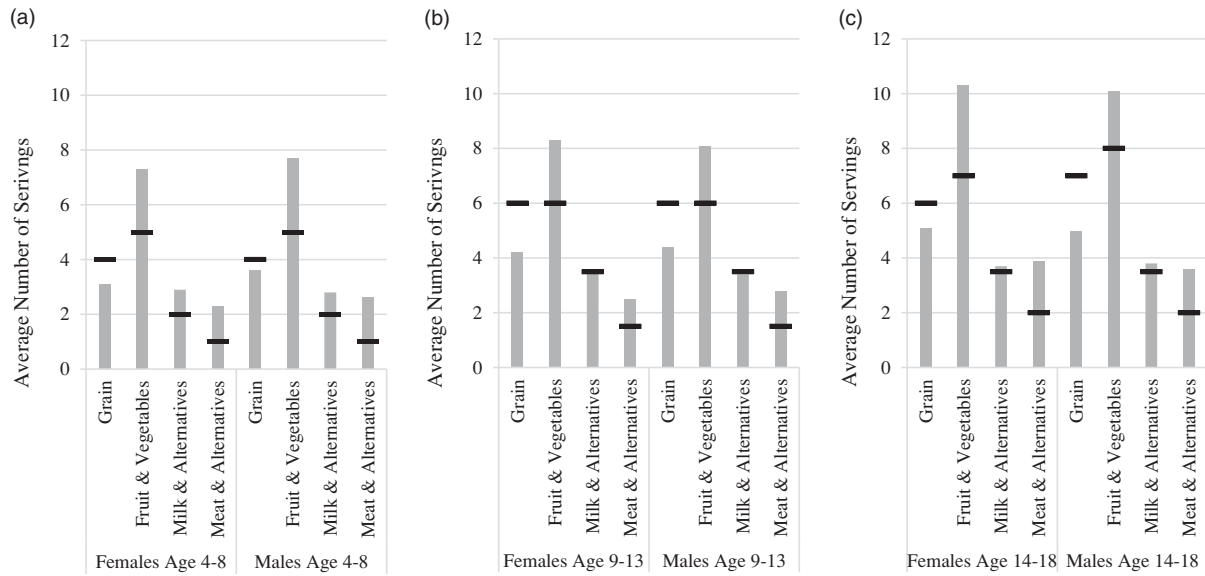 (a)
12
10
8
6
4
2
0
Average Number of Serivngs
Grain
Fruit & Vegetables
Milk & Alternatives
Meat & Alternatives
Grain
Fruit & Vegetables
Milk & Alternatives
Meat & Alternatives
Females Age 4-8
Males Age 4-8
(b)
12
10
8
6
4
2
0
Average Number of Serivngs
Grain
Fruit & Vegetables
Milk & Alternatives
Meat & Alternatives
Grain
Fruit & Vegetables
Milk & Alternatives
Meat & Alternatives
Females Age 9-13
Males Age 9-13
(c)
12
10
8
6
4
2
0
Average Number of Servings
Grain
Fruit & Vegetables
Milk & Alternatives
Meat & Alternatives
Grain
Fruit & Vegetables
Milk & Alternatives
Meat & Alternatives
Females Age 14-18
Males Age 14-18